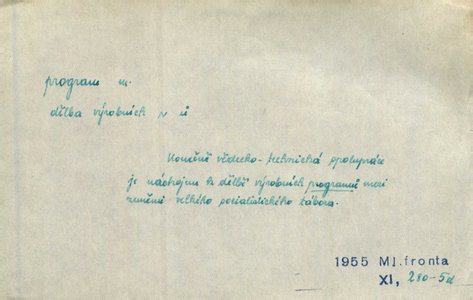 program m.
dělba výrobních p ů
Konečně vědecko-technická spolupráce
je nástrojem k dělbě výrobních programů mezi
zeměmi velkého socialistického tábora.
1955 Ml.fronta
XI, 280-5d